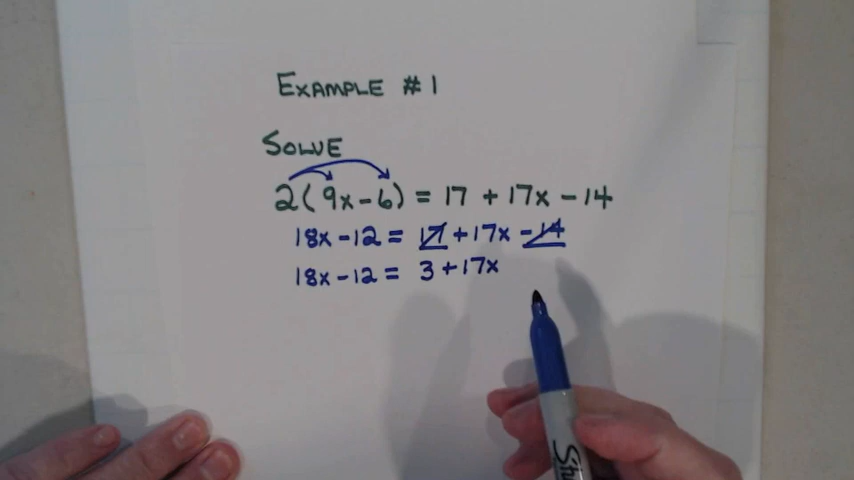 EXAMPLE #1
SOLVE
2(9x-6) = 17 + 17x - 14
18x - 12 = 17 + 17x - 14
18x - 12 = 3 + 17x